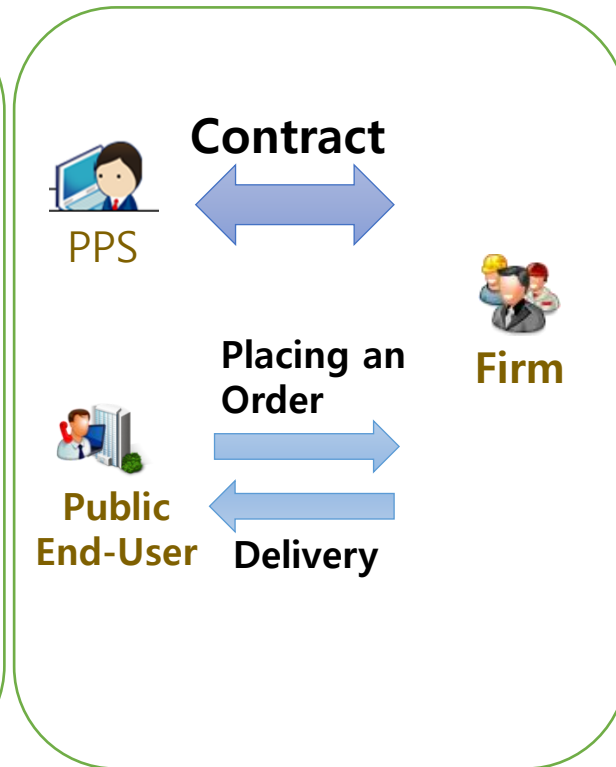 Contract
PPS
Placing an
Order
Firm
Public
End-User
Delivery